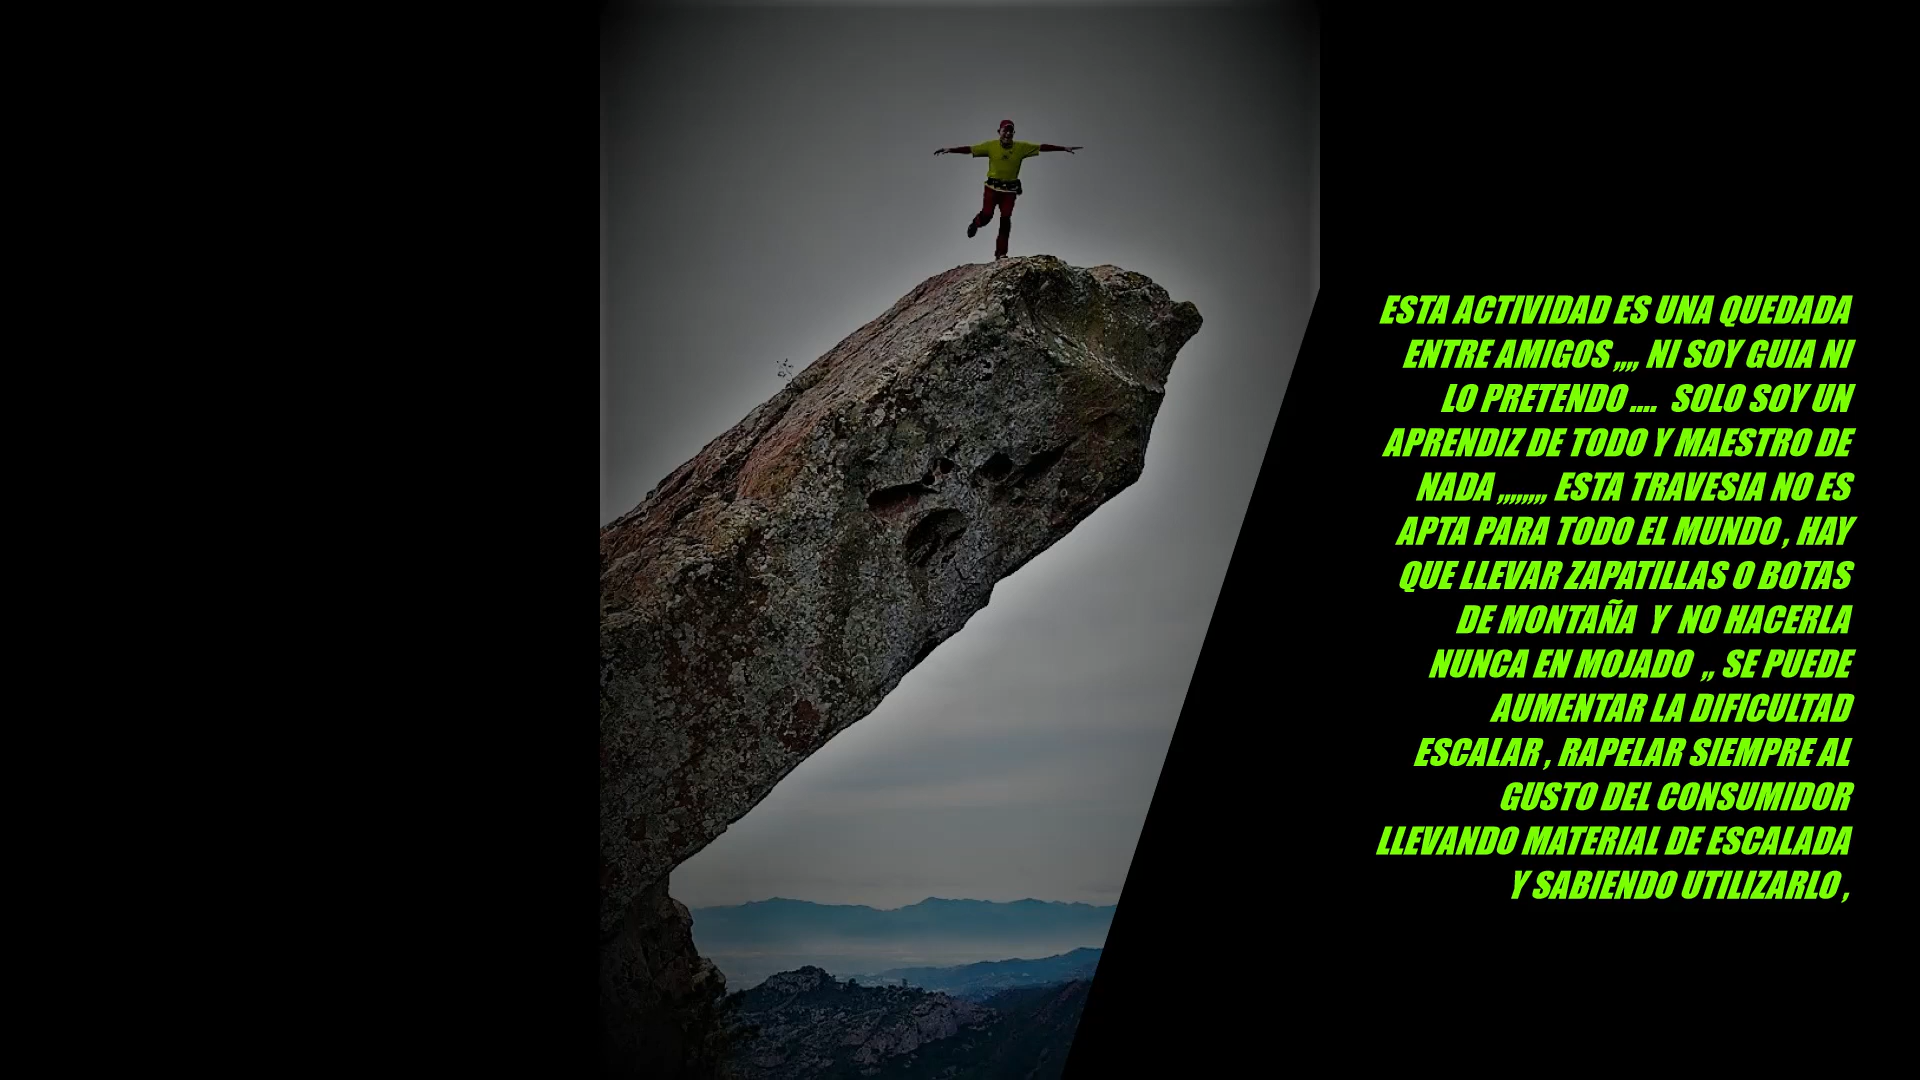 ESTA ACTIVIDAD ES UNA QUEDADA
ENTRE AMIGOS ,,,, NI SOY GUIA NI
LO PRETENDO .... SOLO SOY UN
APRENDIZ DE TODO Y MAESTRO DE
NADA ,,,,,,,, ESTA TRAVESIA NO ES
APTA PARA TODO EL MUNDO , HAY
QUE LLEVAR ZAPATILLAS O BOTAS
DE MONTAÑA Y NO HACERLA
NUNCA EN MOJADO ,, SE PUEDE
AUMENTAR LA DIFICULTAD
ESCALAR , RAPELAR SIEMPRE AL
GUSTO DEL CONSUMIDOR
LLEVANDO MATERIAL DE ESCALADA
Y SABIENDO UTILIZARLO ,